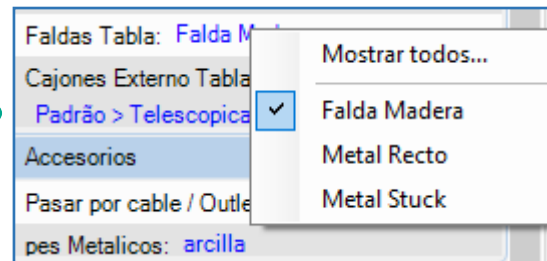 Faldas Tabla: Falda M
Cajones Externo Tabla
Padrão > Telescopica
Accesorios
Pasar por cable / Outle
pes Metalicos: arcilla
Mostrar todos...
Falda Madera
Metal Recto
Metal Stuck